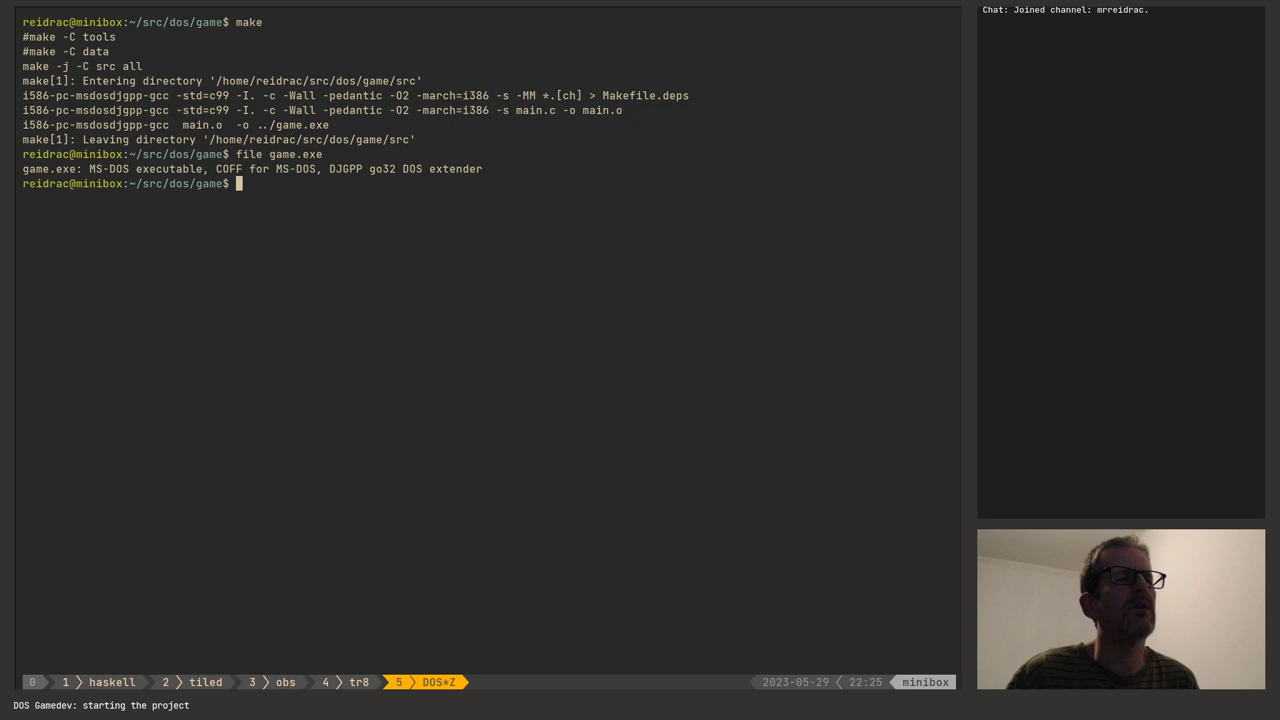 reidrac@minibox:~/src/dos/game$ make
#make -C tools
#make -C data
make -j -C src all
make[1]: Entering directory '/home/reidrac/src/dos/game/src'
i586-pc-msdosdjgpp-gcc -std=c99 -I. -c -Wall -pedantic -O2 -march=i386 -s -MM *.[ch] > Makefile.deps
i586-pc-msdosdjgpp-gcc -std=c99 -I. -c -Wall -pedantic -O2 -march=i386 -s main.c -o main.o
i586-pc-msdosdjgpp-gcc  main.o  -o ../game.exe
make[1]: Leaving directory '/home/reidrac/src/dos/game/src'
reidrac@minibox:~/src/dos/game$ file game.exe
game.exe: MS-DOS executable, COFF for MS-DOS, DJGPP go32 DOS extender
reidrac@minibox:~/src/dos/game$
Chat: Joined channel: mrreidrac.
0 1 haskell 2 tiled 3 obs 4 tr8 5 DOS*Z 2023-05-29 22:25 minibox
DOS Gamedev: starting the project